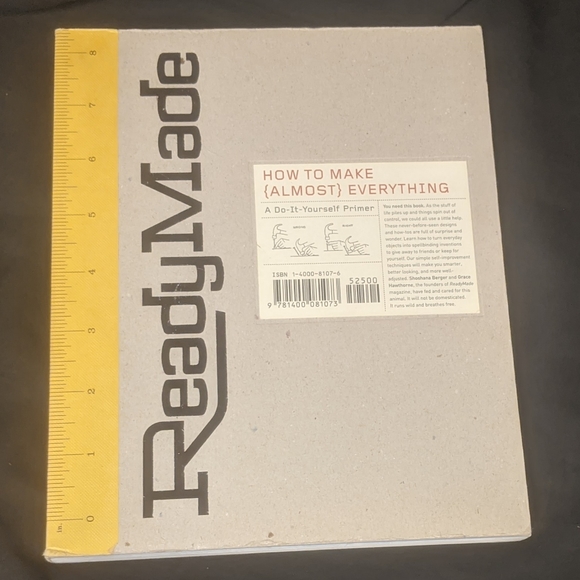 ReadyMade
HOW TO MAKE
{ALMOST} EVERYTHING
A Do-It-Yourself Primer
ISBN 1-4000-8107-6
52500
9 781400 081073
You need this book. As the stuff of
life piles up and things spin out of
control, we could all use a little help.
These never-before-seen designs
and how-tos are full of surprise and
wonder. Learn how to turn everyday
objects into spellbinding inventions
to give away to friends or keep for
yourself. Our simple self-improvement
techniques will make you smarter,
better looking, and more well-
adjusted. Shoshana Berger and Grace
Hawthorne, the founders of ReadyMade
magazine, have fed and cared for this
animal. It will not be domesticated.
It runs wild and breathes free.
8
7
6
5
4
3
2
1
0
in.